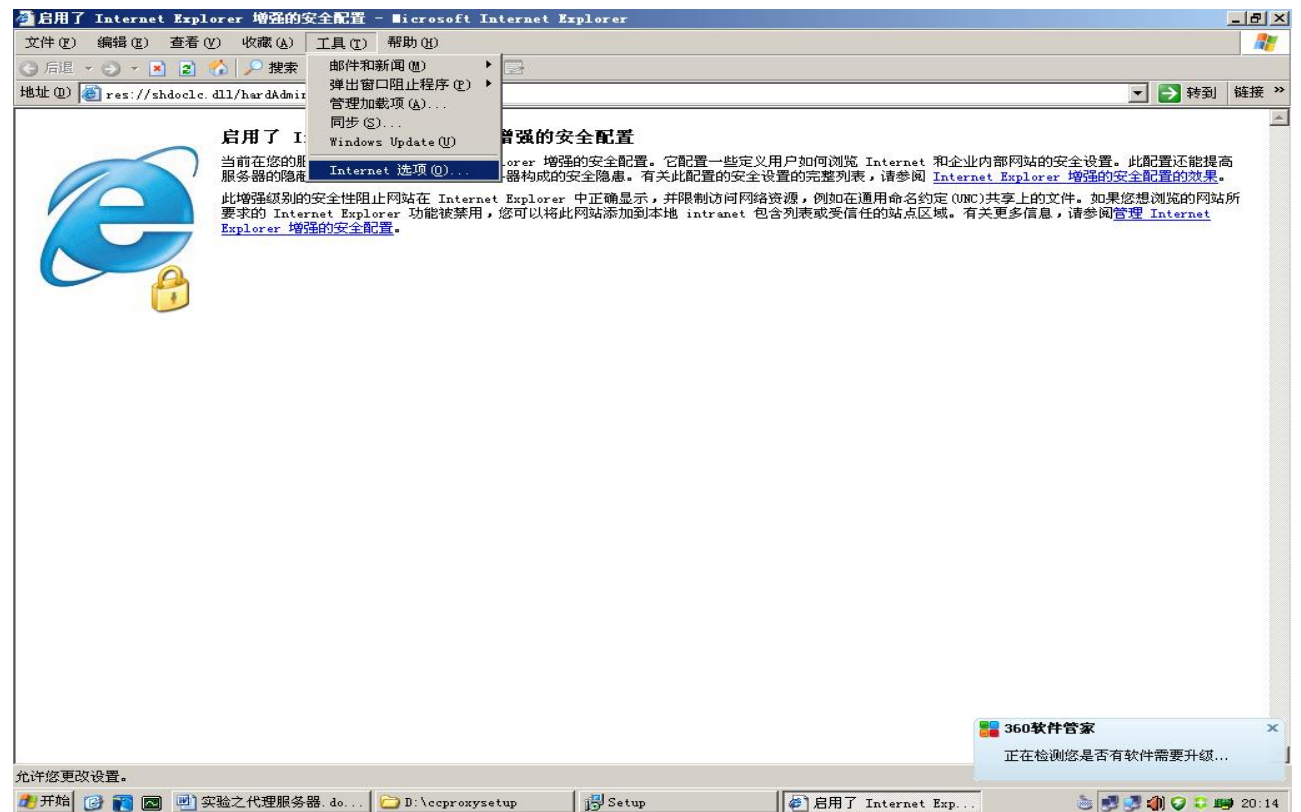 启用了 Internet Explorer 增强的安全配置 - Microsoft Internet Explorer
文件(F) 编辑(E) 查看(V) 收藏(A) 工具(T) 帮助(H)
后退 搜索
邮件和新闻(M)
弹出窗口阻止程序(P)
管理加载项(A)...
同步(S)...
Windows Update(U)
Internet 选项(O)...
地址(D) res://shdoclc.dll/hardAdmi 转到 链接 »
启用了 I 增强的安全配置
当前在您的服 orer 增强的安全配置。它配置一些定义用户如何浏览 Internet 和企业内部网站的安全设置。此配置还能提高
服务器的隐蔽 器构成的安全隐患。有关此配置的安全设置的完整列表，请参阅 Internet Explorer 增强的安全配置的效果。
此增强级别的安全性阻止网站在 Internet Explorer 中正确显示，并限制访问网络资源，例如在通用命名约定(UNC)共享上的文件。如果您想浏览的网站所
要求的 Internet Explorer 功能被禁用，您可以将此网站添加到本地 intranet 包含列表或受信任的站点区域。有关更多信息，请参阅管理 Internet
Explorer 增强的安全配置。
360软件管家
正在检测您是否有软件需要升级...
允许您更改设置。
开始 实验之代理服务器.do... D:\ccproxysetup Setup 启用了 Internet Exp... 20:14